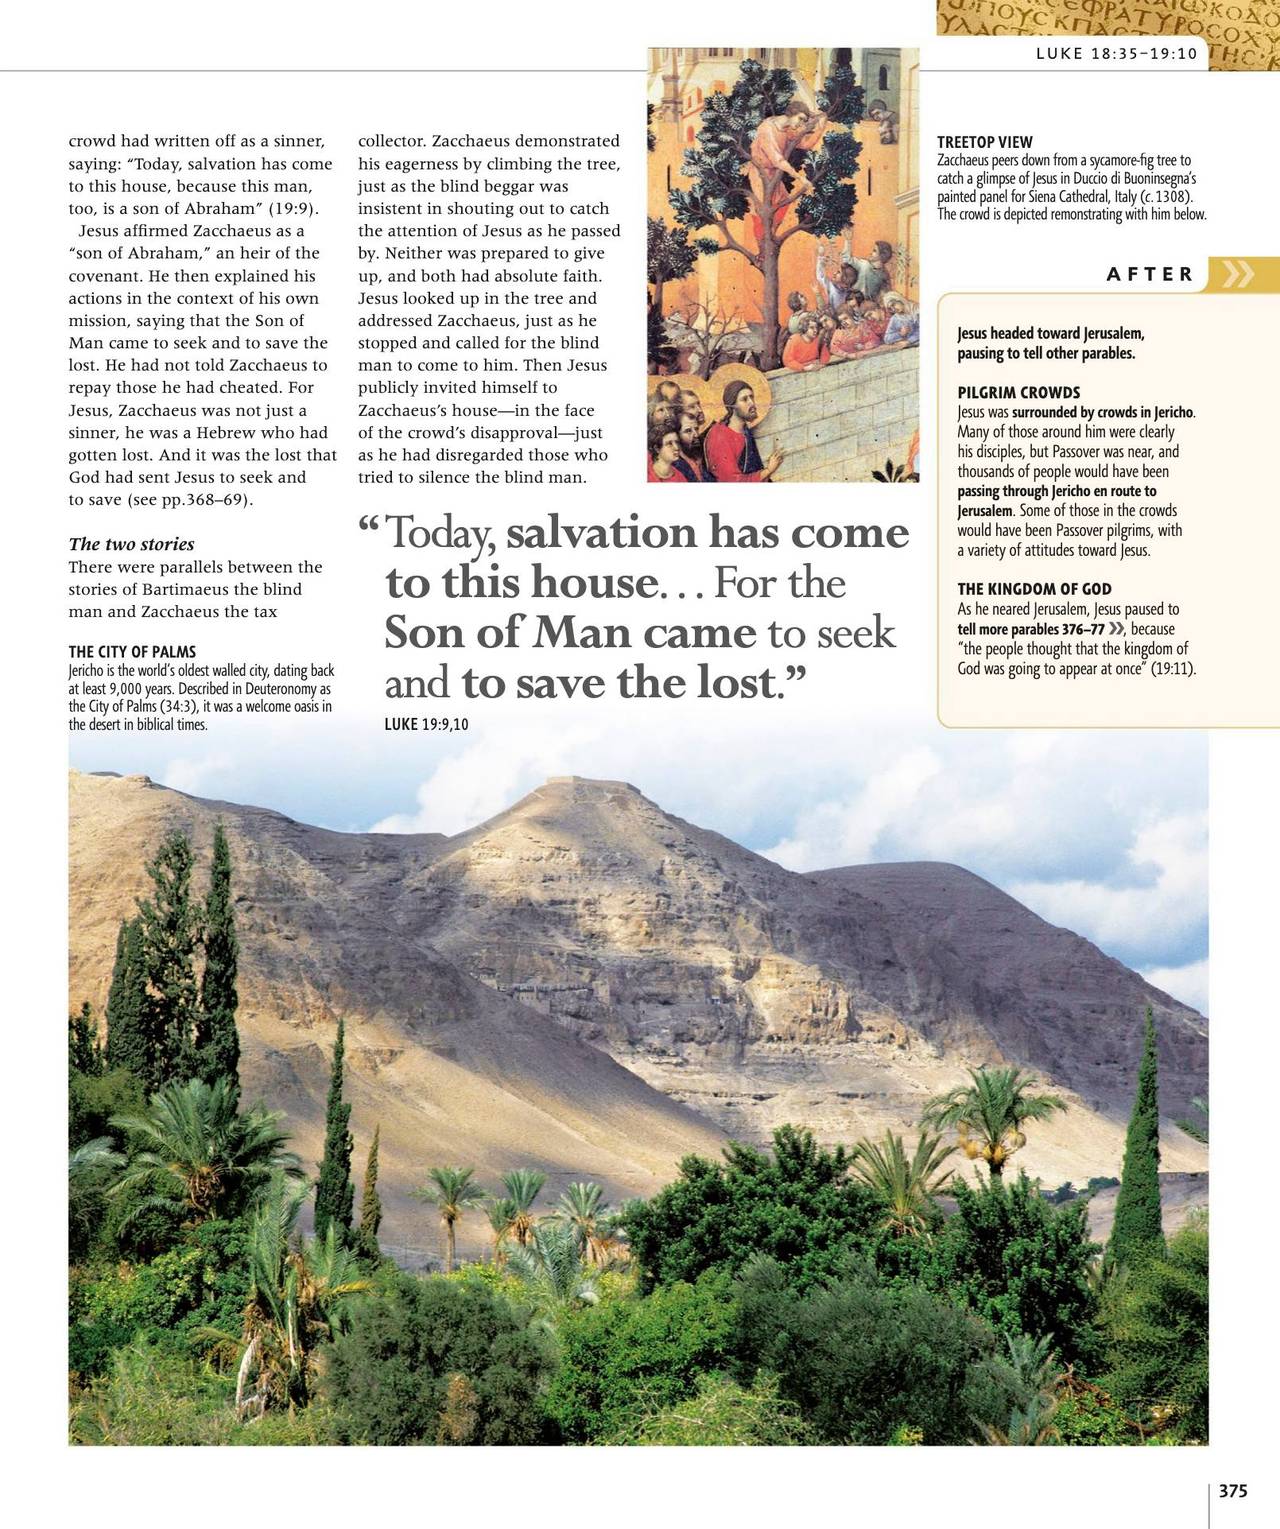 LUKE 18:35–19:10
crowd had written off as a sinner,
saying: “Today, salvation has come
to this house, because this man,
too, is a son of Abraham” (19:9).
Jesus affirmed Zacchaeus as a
“son of Abraham,” an heir of the
covenant. He then explained his
actions in the context of his own
mission, saying that the Son of
Man came to seek and to save the
lost. He had not told Zacchaeus to
repay those he had cheated. For
Jesus, Zacchaeus was not just a
sinner, he was a Hebrew who had
gotten lost. And it was the lost that
God had sent Jesus to seek and
to save (see pp.368–69).
The two stories
There were parallels between the
stories of Bartimaeus the blind
man and Zacchaeus the tax
collector. Zacchaeus demonstrated
his eagerness by climbing the tree,
just as the blind beggar was
insistent in shouting out to catch
the attention of Jesus as he passed
by. Neither was prepared to give
up, and both had absolute faith.
Jesus looked up in the tree and
addressed Zacchaeus, just as he
stopped and called for the blind
man to come to him. Then Jesus
publicly invited himself to
Zacchaeus’s house—in the face
of the crowd’s disapproval—just
as he had disregarded those who
tried to silence the blind man.
THE CITY OF PALMS
Jericho is the world’s oldest walled city, dating back
at least 9,000 years. Described in Deuteronomy as
the City of Palms (34:3), it was a welcome oasis in
the desert in biblical times.
“Today, salvation has come
to this house... For the
Son of Man came to seek
and to save the lost.”
LUKE 19:9,10
TREETOP VIEW
Zacchaeus peers down from a sycamore-fig tree to
catch a glimpse of Jesus in Duccio di Buoninsegna’s
painted panel for Siena Cathedral, Italy (c.1308).
The crowd is depicted remonstrating with him below.
AFTER »
Jesus headed toward Jerusalem,
pausing to tell other parables.
PILGRIM CROWDS
Jesus was surrounded by crowds in Jericho.
Many of those around him were clearly
his disciples, but Passover was near, and
thousands of people would have been
passing through Jericho en route to
Jerusalem. Some of those in the crowds
would have been Passover pilgrims, with
a variety of attitudes toward Jesus.
THE KINGDOM OF GOD
As he neared Jerusalem, Jesus paused to
tell more parables 376–77 », because
“the people thought that the kingdom of
God was going to appear at once” (19:11).
375